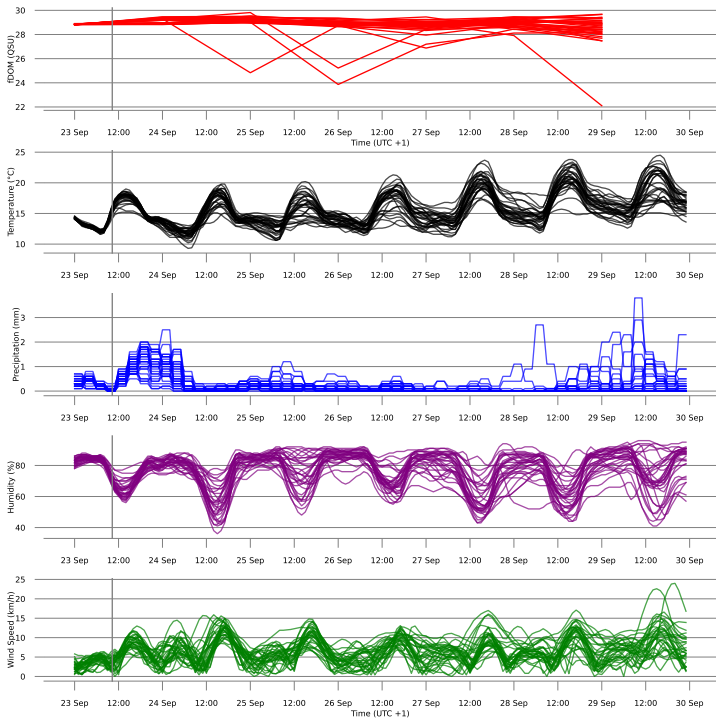 30
28
26
24
22
fDOM (QSU)
23 Sep 12:00 24 Sep 12:00 25 Sep 12:00 26 Sep 12:00 27 Sep 12:00 28 Sep 12:00 29 Sep 12:00 30 Sep
Time (UTC +1)
25
20
15
10
Temperature (°C)
23 Sep 12:00 24 Sep 12:00 25 Sep 12:00 26 Sep 12:00 27 Sep 12:00 28 Sep 12:00 29 Sep 12:00 30 Sep
3
2
1
0
Precipitation (mm)
23 Sep 12:00 24 Sep 12:00 25 Sep 12:00 26 Sep 12:00 27 Sep 12:00 28 Sep 12:00 29 Sep 12:00 30 Sep
80
60
40
Humidity (%)
23 Sep 12:00 24 Sep 12:00 25 Sep 12:00 26 Sep 12:00 27 Sep 12:00 28 Sep 12:00 29 Sep 12:00 30 Sep
25
20
15
10
5
0
Wind Speed (km/h)
23 Sep 12:00 24 Sep 12:00 25 Sep 12:00 26 Sep 12:00 27 Sep 12:00 28 Sep 12:00 29 Sep 12:00 30 Sep
Time (UTC +1)